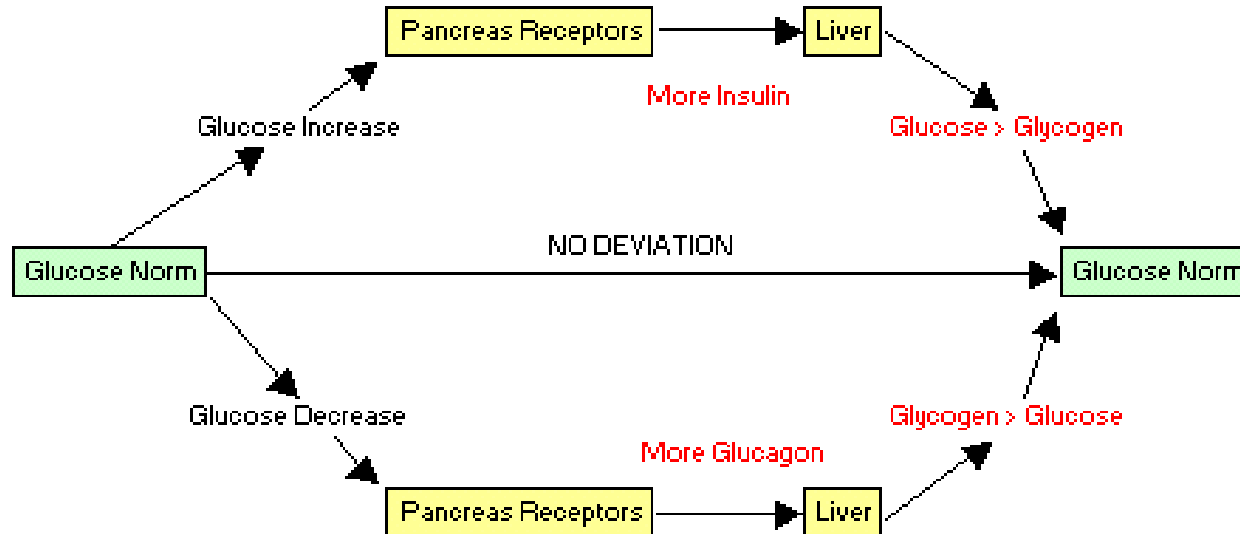 Pancreas Receptors
Liver
More Insulin
Glucose Increase
Glucose > Glycogen
NO DEVIATION
Glucose Norm
Glucose Norm
Glucose Decrease
Glycogen > Glucose
More Glucagon
Pancreas Receptors
Liver